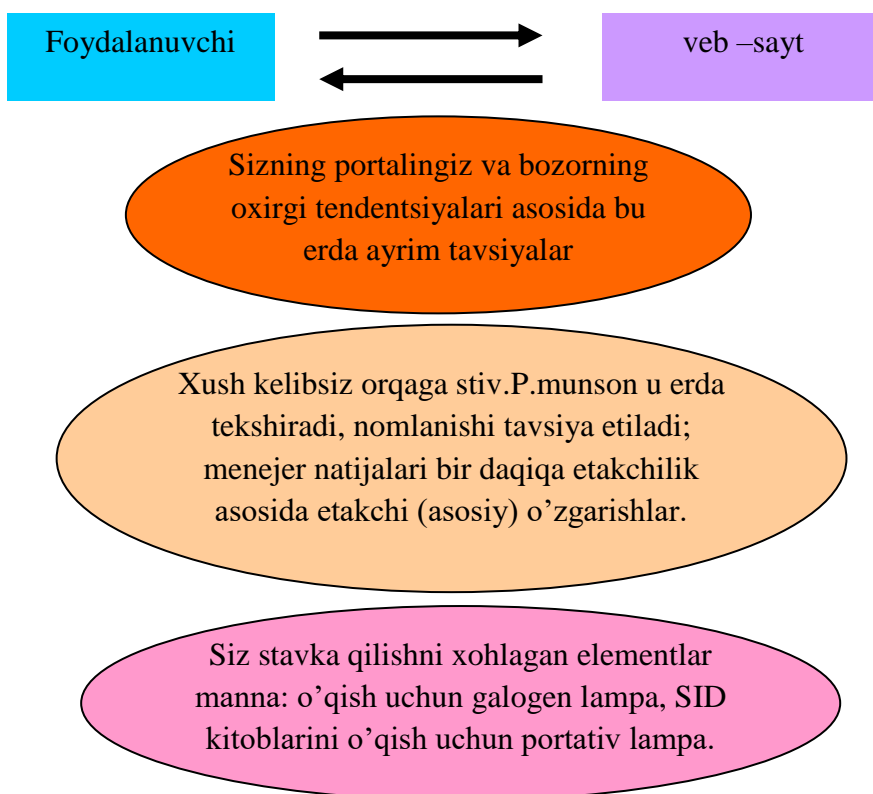 Foydalanuvchi
veb –sayt
Sizning portalingiz va bozorning
oxirgi tendentsiyalari asosida bu
erda ayrim tavsiyalar
Xush kelibsiz orqaga stiv.P.munson u erda
tekshiradi, nomlanishi tavsiya etiladi;
menejer natijalari bir daqiqa etakchilik
asosida etakchi (asosiy) o’zgarishlar.
Siz stavka qilishni xohlagan elementlar
manna: o’qish uchun galogen lampa, SID
kitoblarini o’qish uchun portativ lampa.